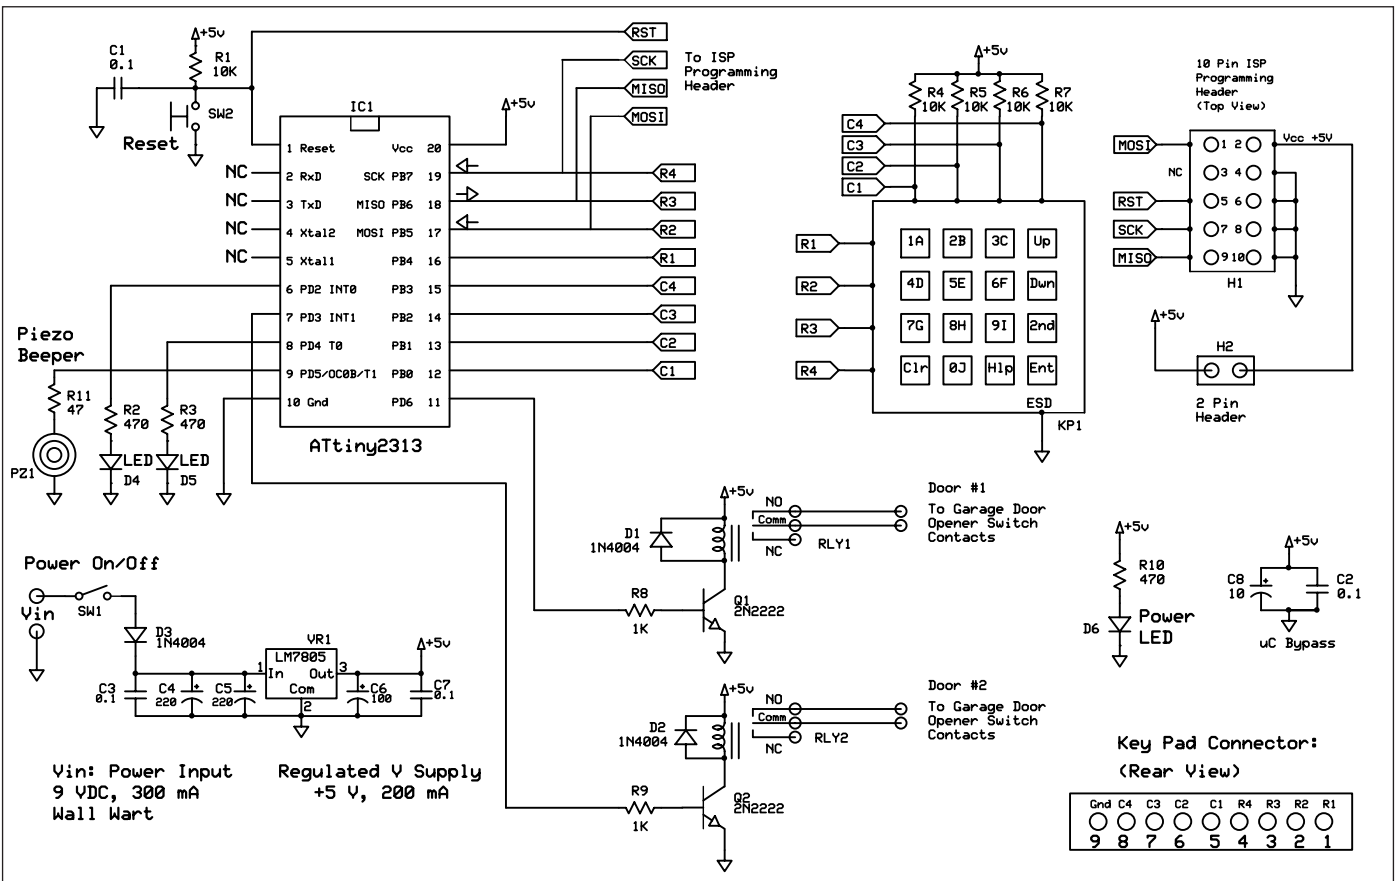 +5v
C1
0.1
R1
10K
SW2
Reset
RST
SCK
MISO
MOSI
To ISP
Programming
Header
IC1
+5v
1 Reset
Vcc 20
NC
2 RxD
SCK PB7 19
R4
NC
3 TxD
MISO PB6 18
R3
NC
4 Xtal2
MOSI PB5 17
R2
NC
5 Xtal1
PB4 16
R1
6 PD2 INT0
PB3 15
C4
7 PD3 INT1
PB2 14
C3
8 PD4 T0
PB1 13
C2
9 PD5/OC0B/T1
PB0 12
C1
10 Gnd
PD6 11
ATtiny2313
Piezo
Beeper
R11
47
PZ1
R2
470
LED
D4
R3
470
LED
D5
+5v
R4
10K
R5
10K
R6
10K
R7
10K
C4
C3
C2
C1
R1
R2
R3
R4
1A 2B 3C Up
4D 5E 6F Dwn
7G 8H 9I 2nd
Clr 0J Hlp Ent
ESD
KP1
10 Pin ISP
Programming
Header
(Top View)
MOSI
1 2
Vcc +5V
NC
3 4
RST
5 6
SCK
7 8
MISO
9 10
H1
+5v
H2
2 Pin
Header
+5v
D1
1N4004
NO
Comm
NC
RLY1
Door #1
To Garage Door
Opener Switch
Contacts
R8
1K
Q1
2N2222
+5v
D2
1N4004
NO
Comm
NC
RLY2
Door #2
To Garage Door
Opener Switch
Contacts
R9
1K
Q2
2N2222
Power On/Off
Vin
SW1
D3
1N4004
VR1
LM7805
1 In
Out 3
Com
2
+5v
C3
0.1
C4
220
+
C5
220
+
C6
100
+
C7
0.1
Vin: Power Input
9 VDC, 300 mA
Wall Wart
Regulated V Supply
+5 V, 200 mA
+5v
R10
470
D6
Power
LED
+5v
C8
10
+
C2
0.1
uC Bypass
Key Pad Connector:
(Rear View)
Gnd C4 C3 C2 C1 R4 R3 R2 R1
9 8 7 6 5 4 3 2 1